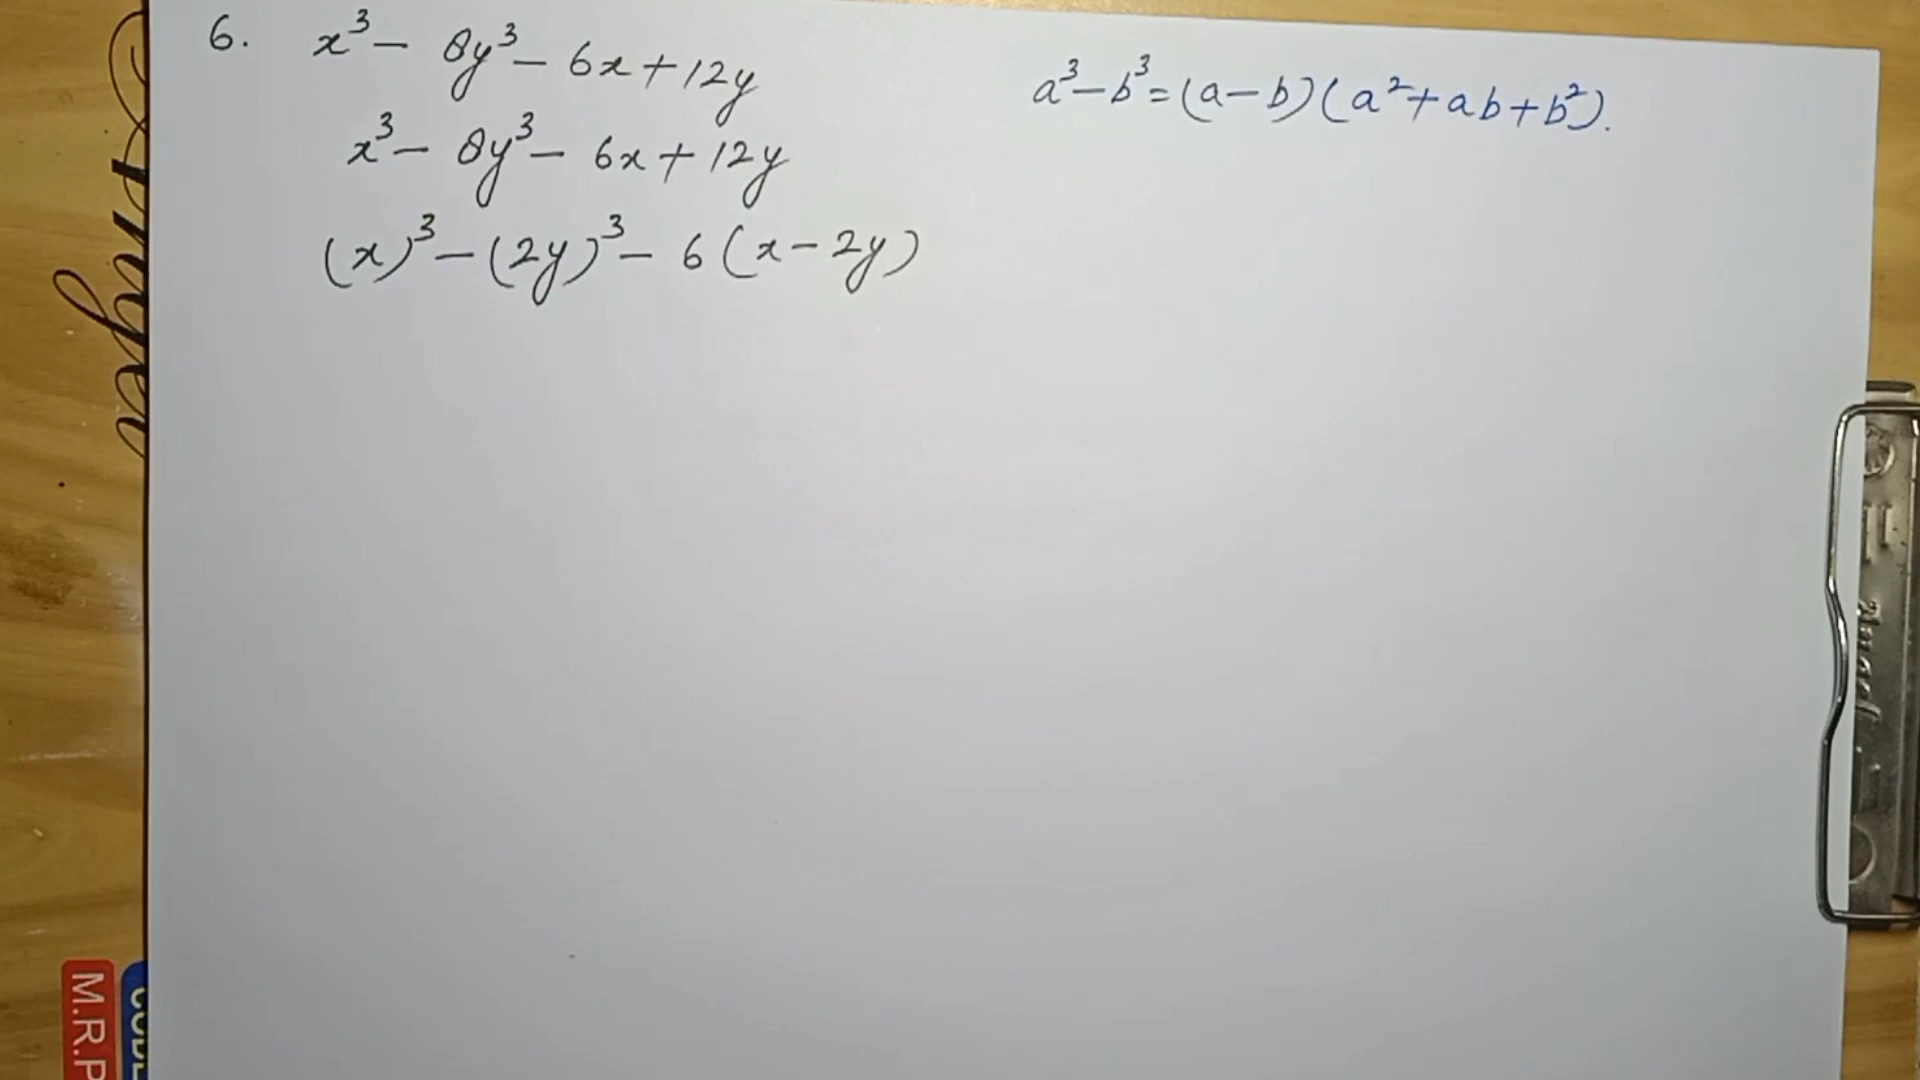 6. x³ - 8y³ - 6x + 12y
a³ - b³ = (a - b)(a² + ab + b²).
x³ - 8y³ - 6x + 12y
(x)³ - (2y)³ - 6(x - 2y)
M.R.P